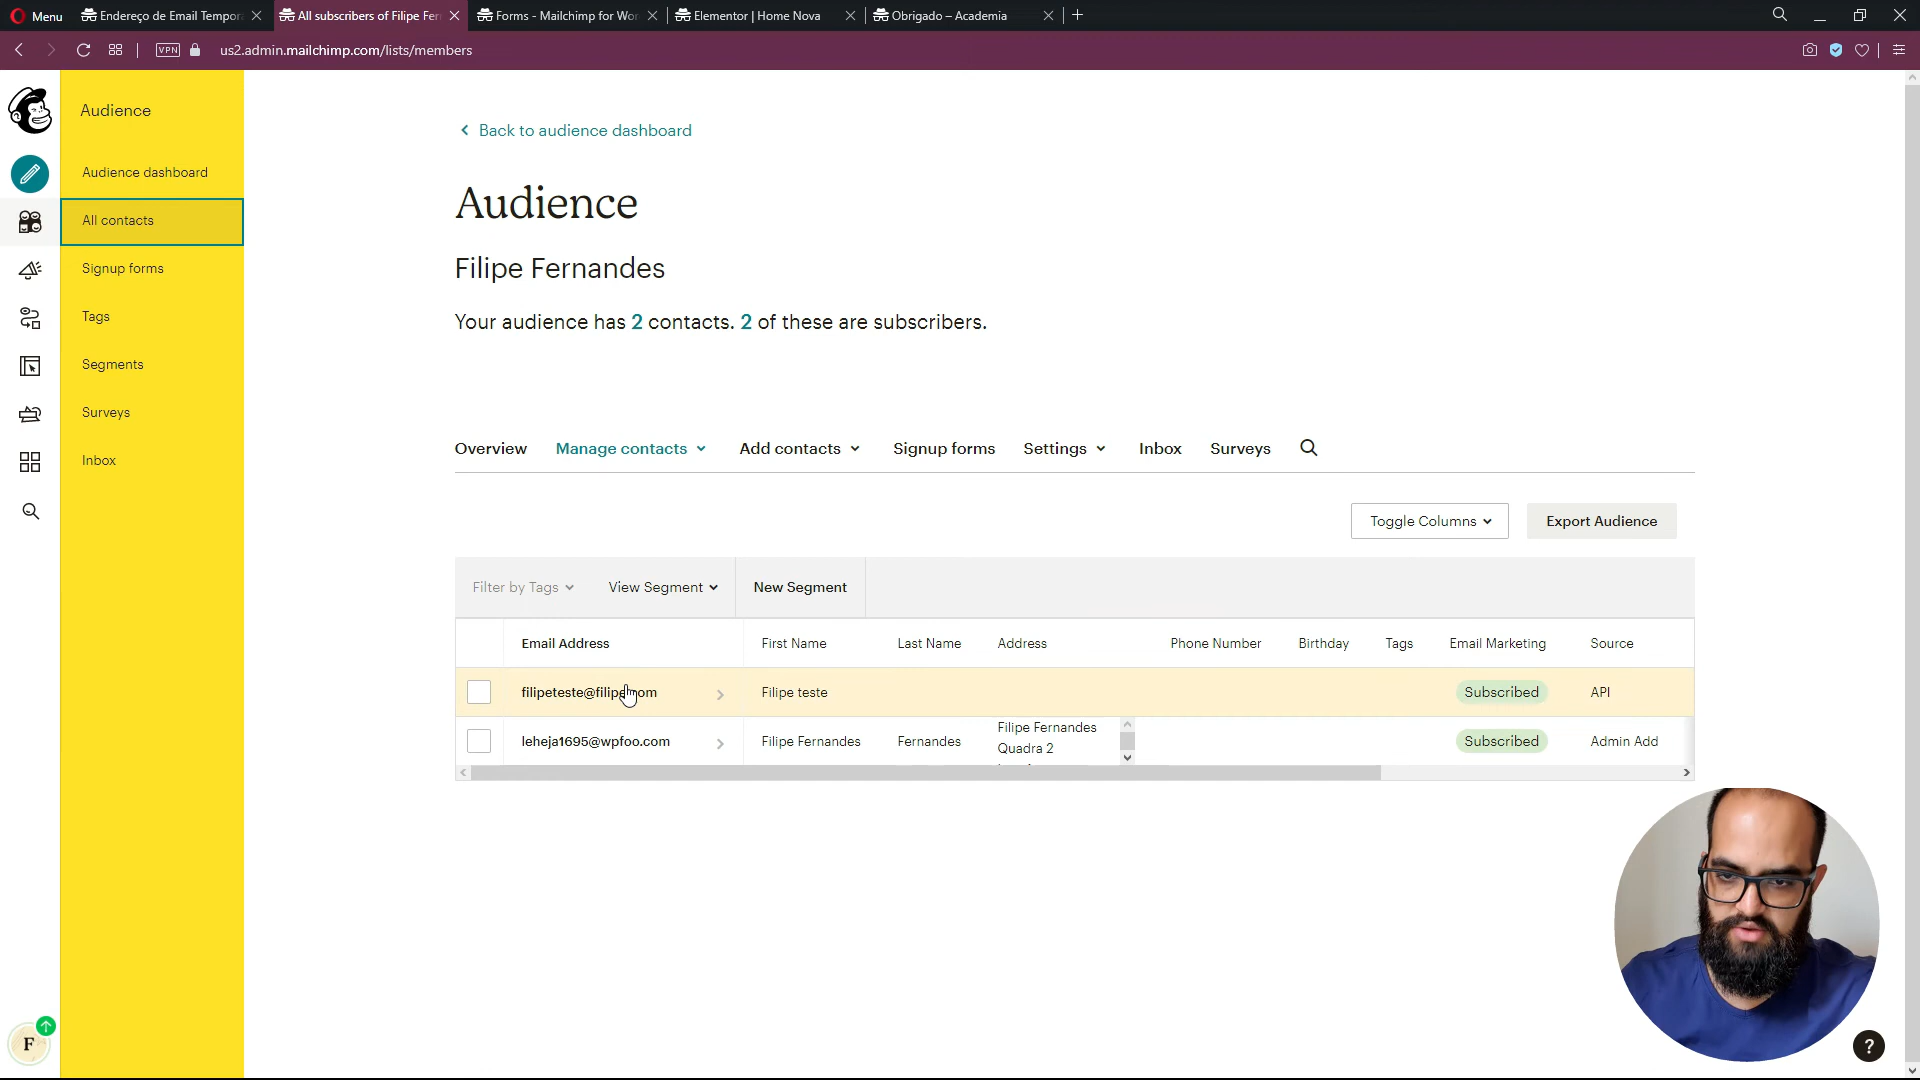 Menu
Endereço de Email Tempor
All subscribers of Filipe Fer
Forms - Mailchimp for Wo
Elementor | Home Nova
Obrigado – Academia
VPN
us2.admin.mailchimp.com/lists/members
Audience
Audience dashboard
All contacts
Signup forms
Tags
Segments
Surveys
Inbox
F
Back to audience dashboard
Audience
Filipe Fernandes
Your audience has 2 contacts. 2 of these are subscribers.
Overview
Manage contacts
Add contacts
Signup forms
Settings
Inbox
Surveys
Toggle Columns
Export Audience
Filter by Tags
View Segment
New Segment
Email Address First Name Last Name Address Phone Number Birthday Tags Email Marketing Source
Filipe teste Subscribed API
leheja1695@wpfoo.com Filipe Fernandes Fernandes Filipe Fernandes Subscribed Admin Add
Quadra 2
?